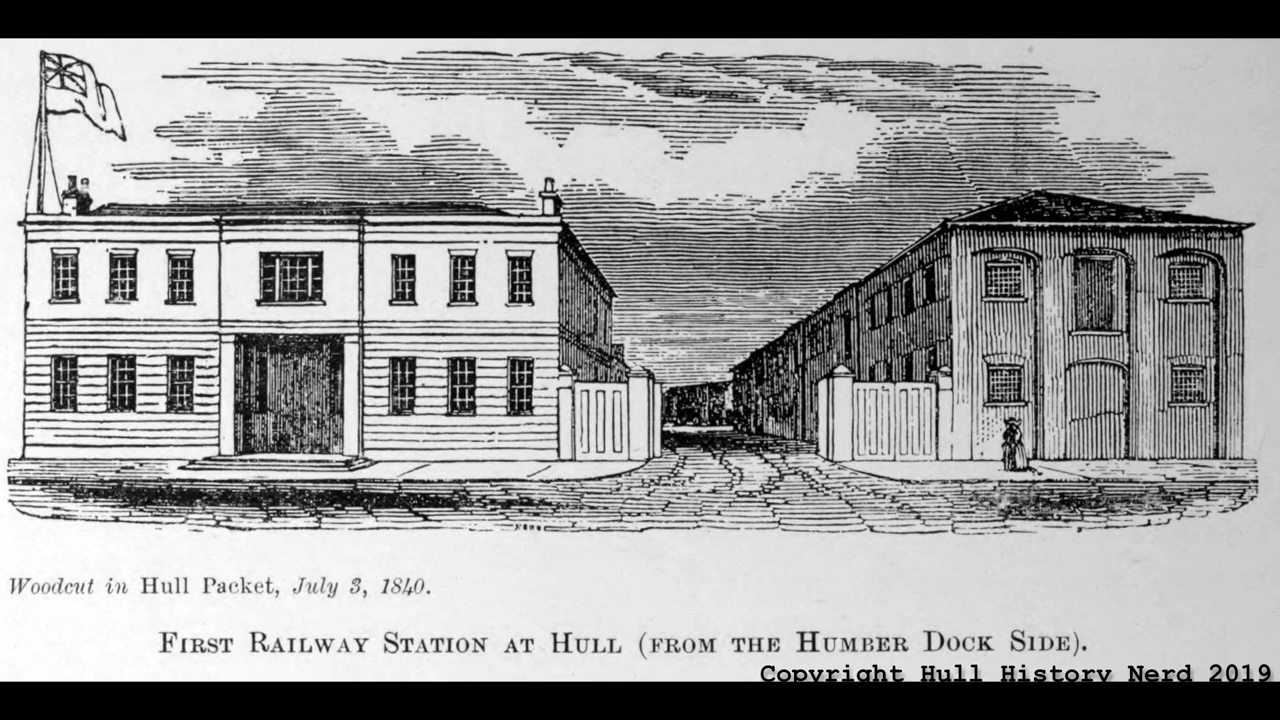 Woodcut in Hull Packet, July 3, 1840.
First Railway Station at Hull (from the Humber Dock Side).
Copyright Hull History Nerd 2019